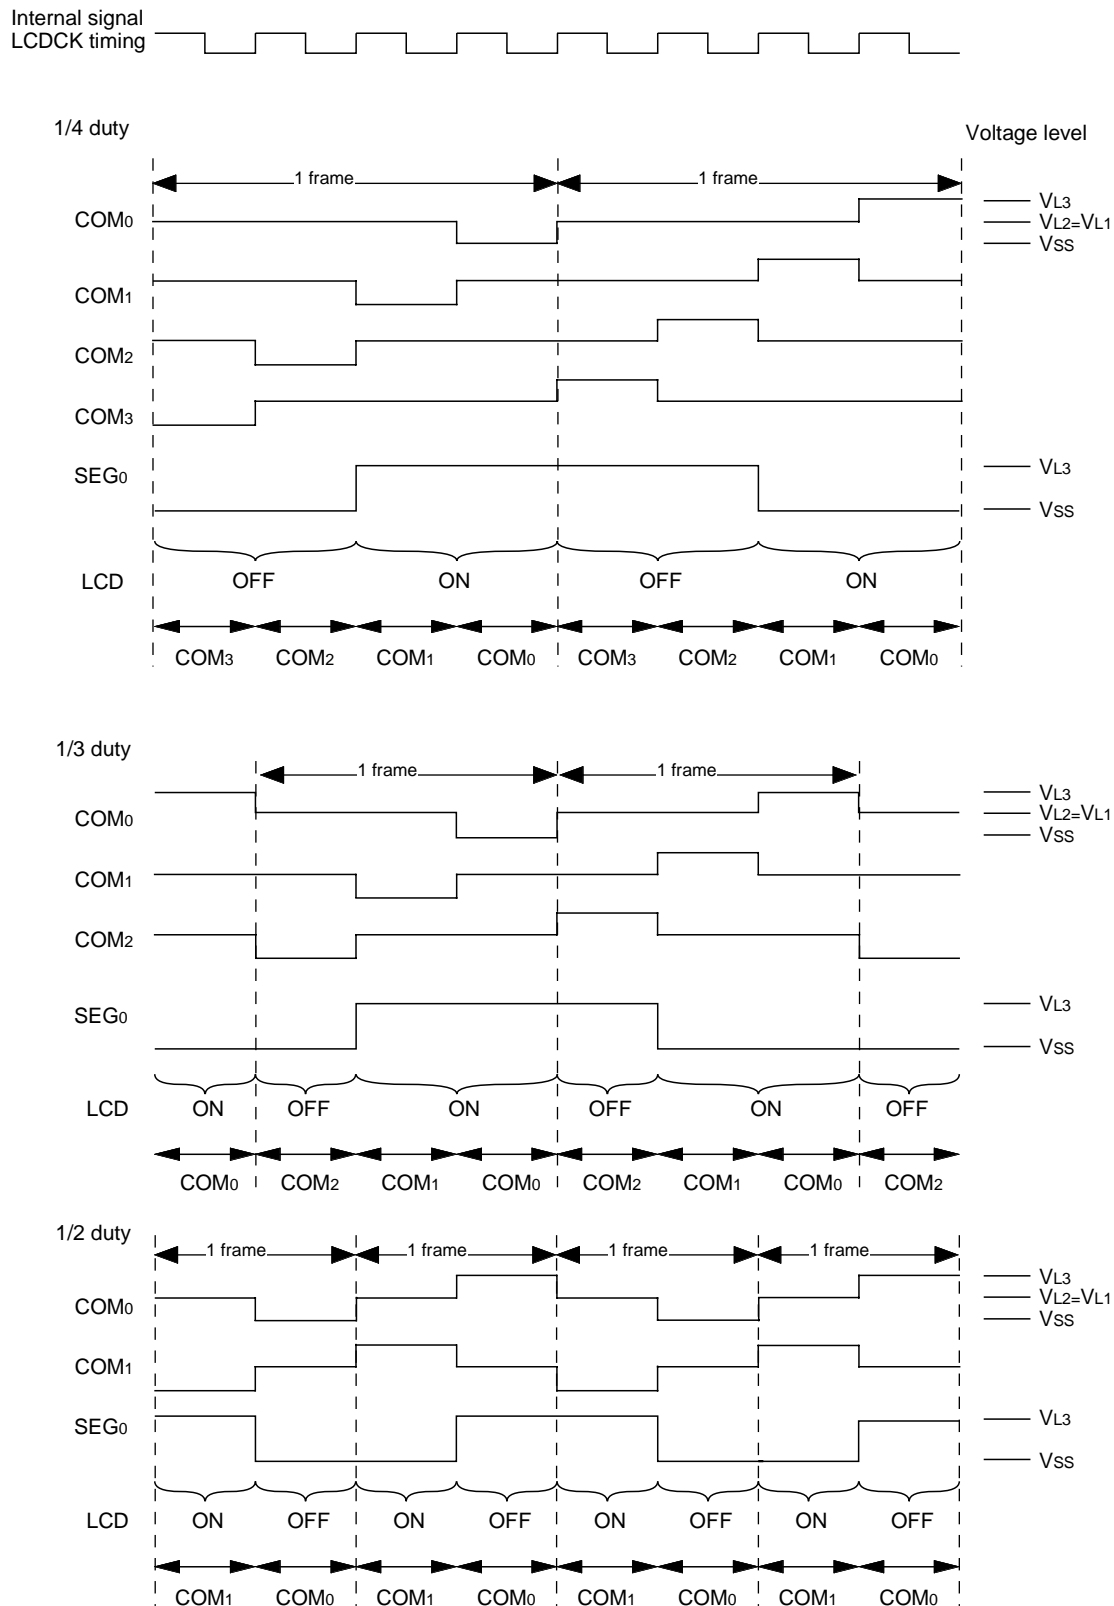 Internal signal
LCDCK timing
1/4 duty
Voltage level
1 frame 1 frame
COM0
VL3
VL2=VL1
VSS
COM1
COM2
COM3
SEG0
VL3
VSS
LCD OFF ON OFF ON
COM3 COM2 COM1 COM0 COM3 COM2 COM1 COM0
1/3 duty
1 frame 1 frame
COM0
VL3
VL2=VL1
VSS
COM1
COM2
SEG0
VL3
VSS
LCD ON OFF ON OFF ON OFF
COM0 COM2 COM1 COM0 COM2 COM1 COM0 COM2
1/2 duty
1 frame 1 frame 1 frame 1 frame
COM0
VL3
VL2=VL1
VSS
COM1
SEG0
VL3
VSS
LCD ON OFF ON OFF ON OFF ON OFF
COM1 COM0 COM1 COM0 COM1 COM0 COM1 COM0